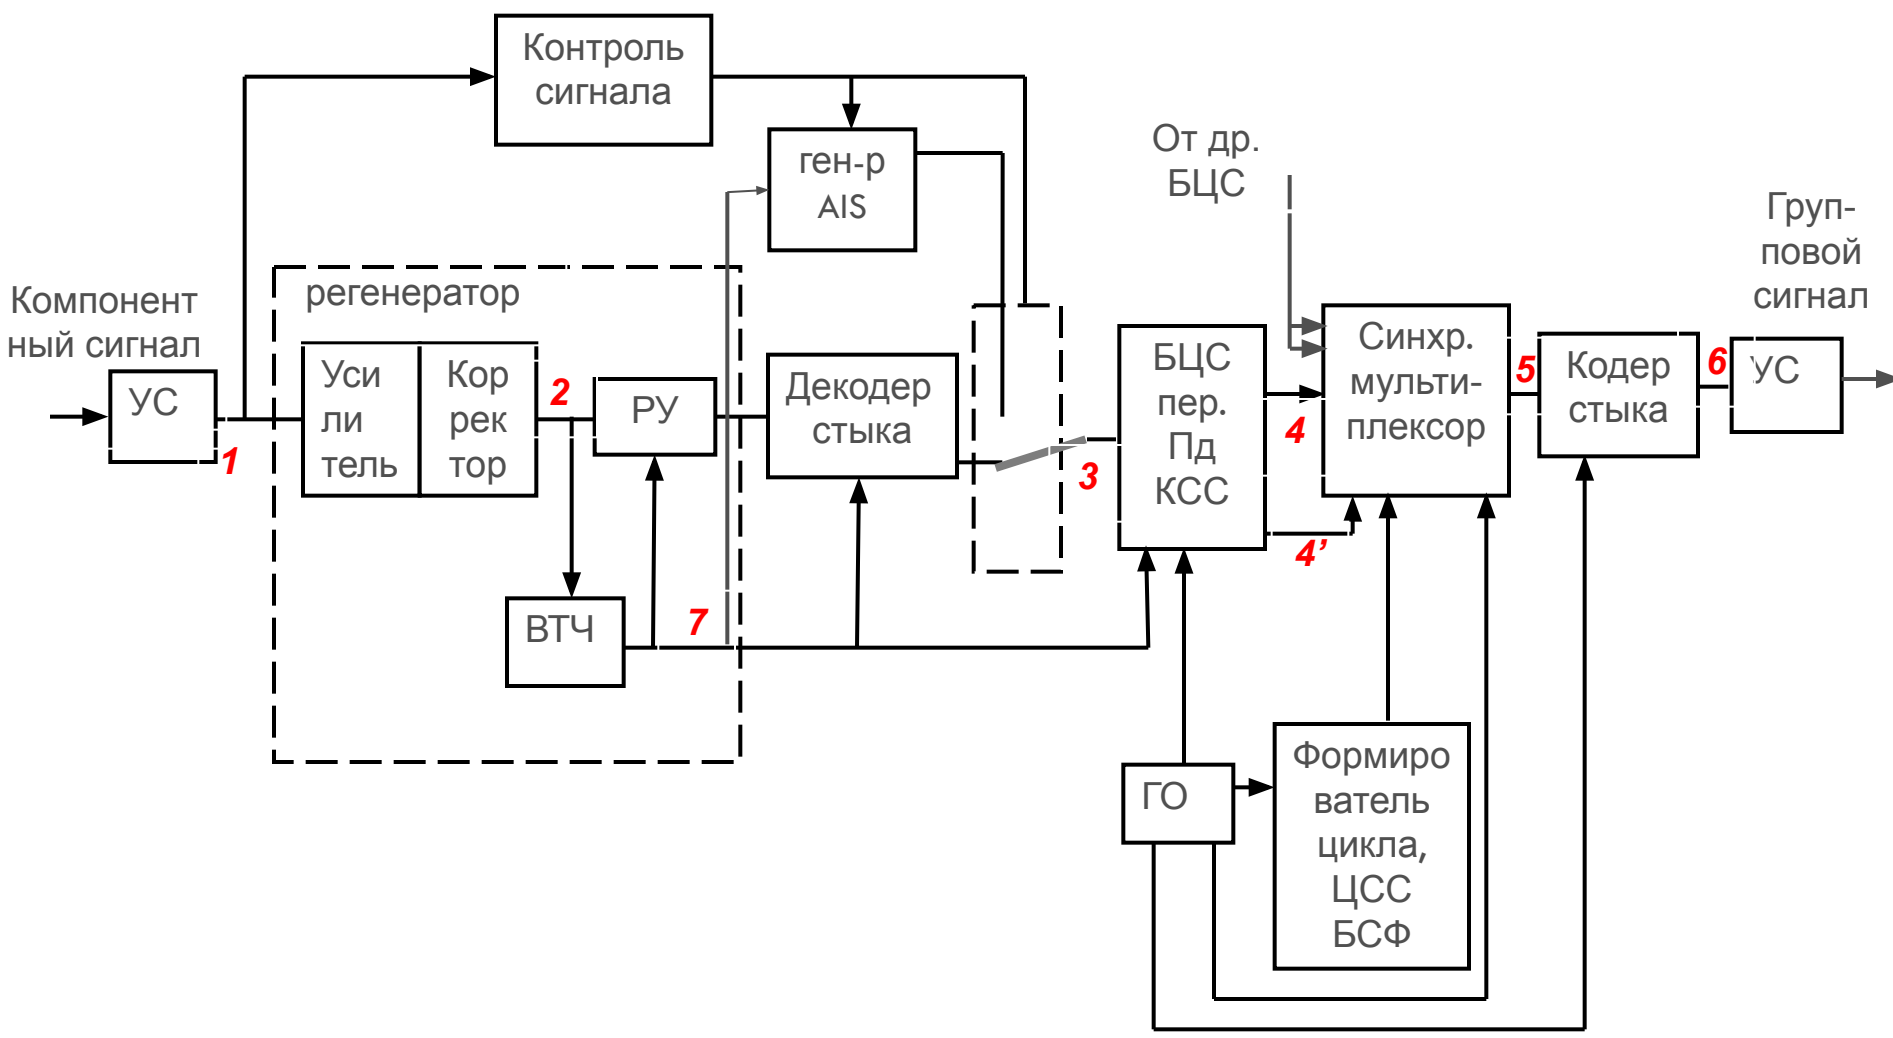 Контроль
сигнала
ген-р
AIS
От др.
БЦС
Груп-
повой
сигнал
Компонент
ный сигнал
регенератор
УС
1
Уси
ли
тель
Кор
рек
тор
2
РУ
Декодер
стыка
3
БЦС
пер.
Пд
КСС
4
4’
Синхр.
мульти-
плексор
5
Кодер
стыка
6
УС
ВТЧ
7
ГО
Формиро
ватель
цикла,
ЦСС
БСФ